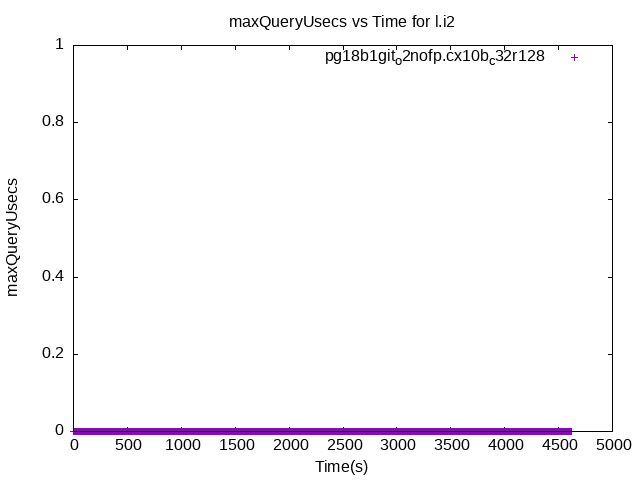 maxQueryUsecs vs Time for l.i2
pg18b1git_o2nofp.cx10b_c32r128
1
0.8
0.6
0.4
0.2
0
maxQueryUsecs
0 500 1000 1500 2000 2500 3000 3500 4000 4500 5000
Time(s)